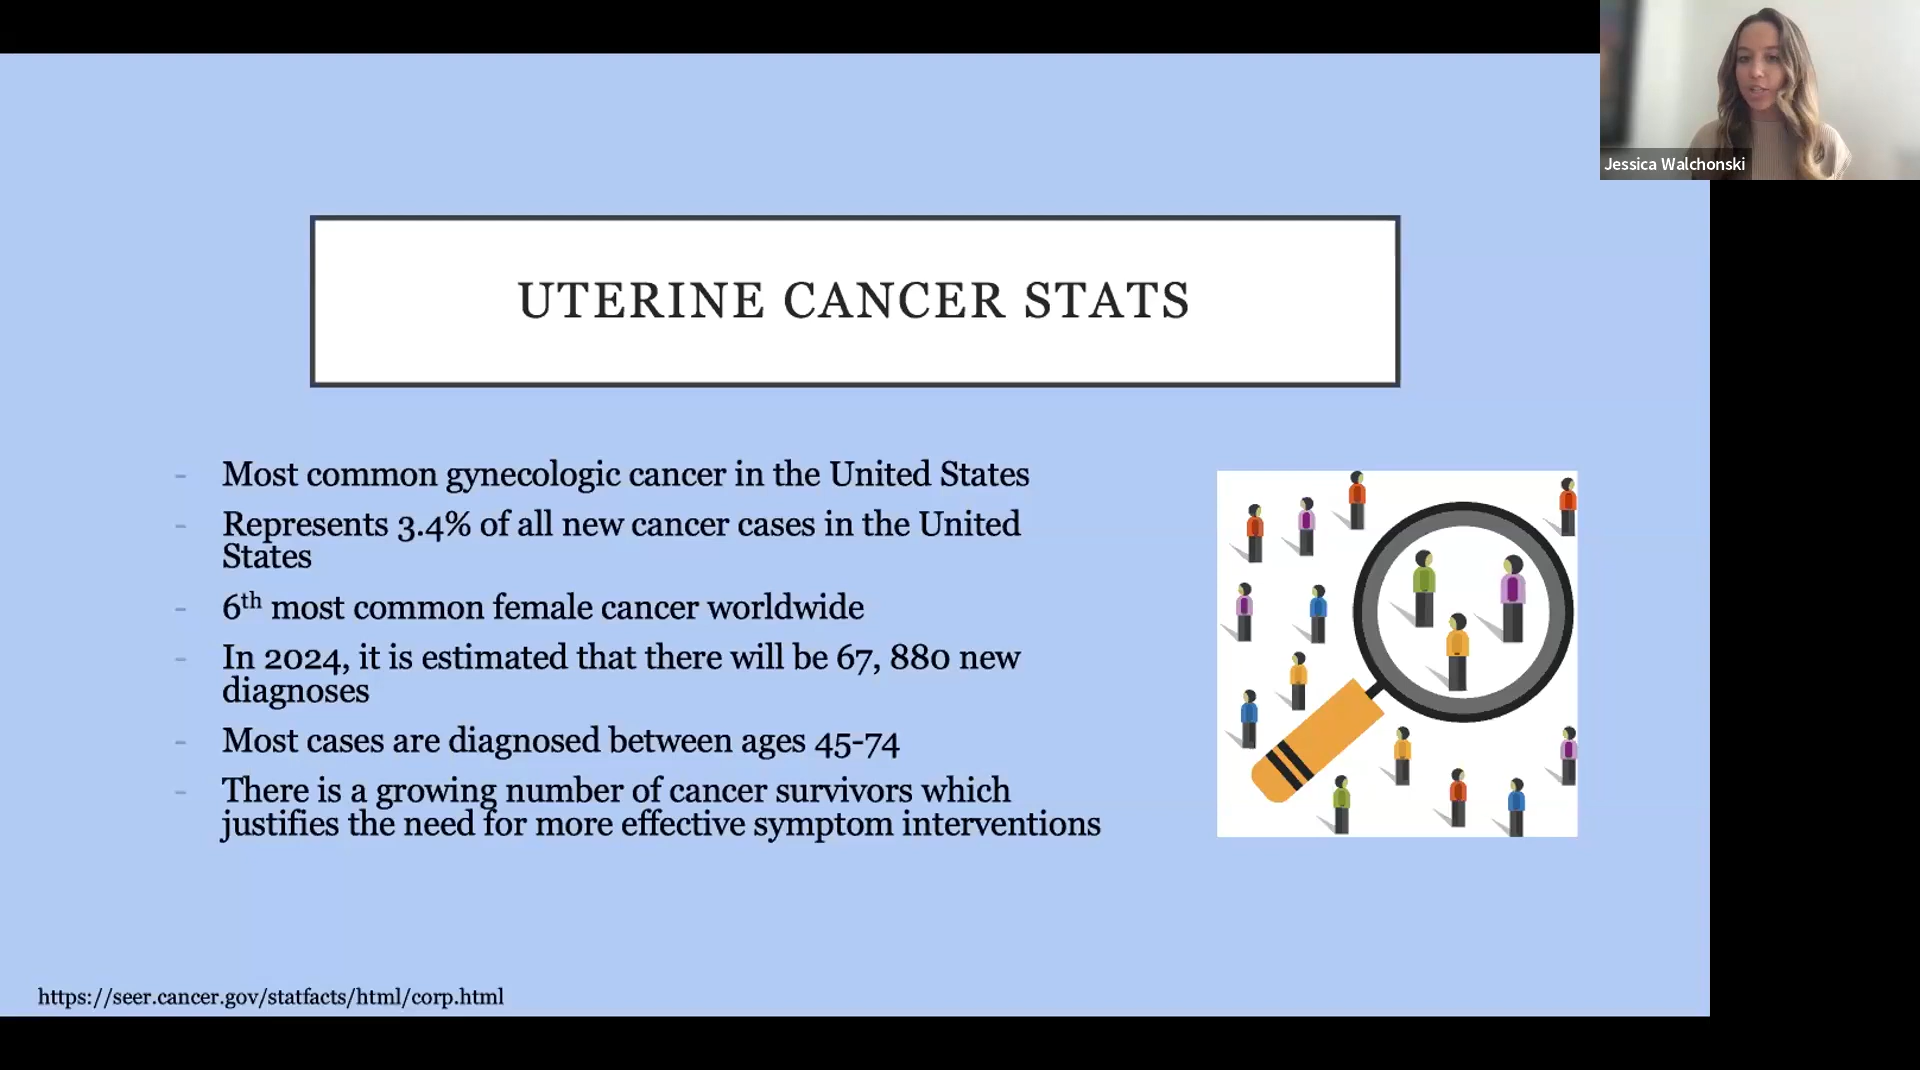 Jessica Walchonski
UTERINE CANCER STATS
- Most common gynecologic cancer in the United States
- Represents 3.4% of all new cancer cases in the United
States
- 6th most common female cancer worldwide
- In 2024, it is estimated that there will be 67, 880 new
diagnoses
- Most cases are diagnosed between ages 45-74
- There is a growing number of cancer survivors which
justifies the need for more effective symptom interventions
https://seer.cancer.gov/statfacts/html/corp.html